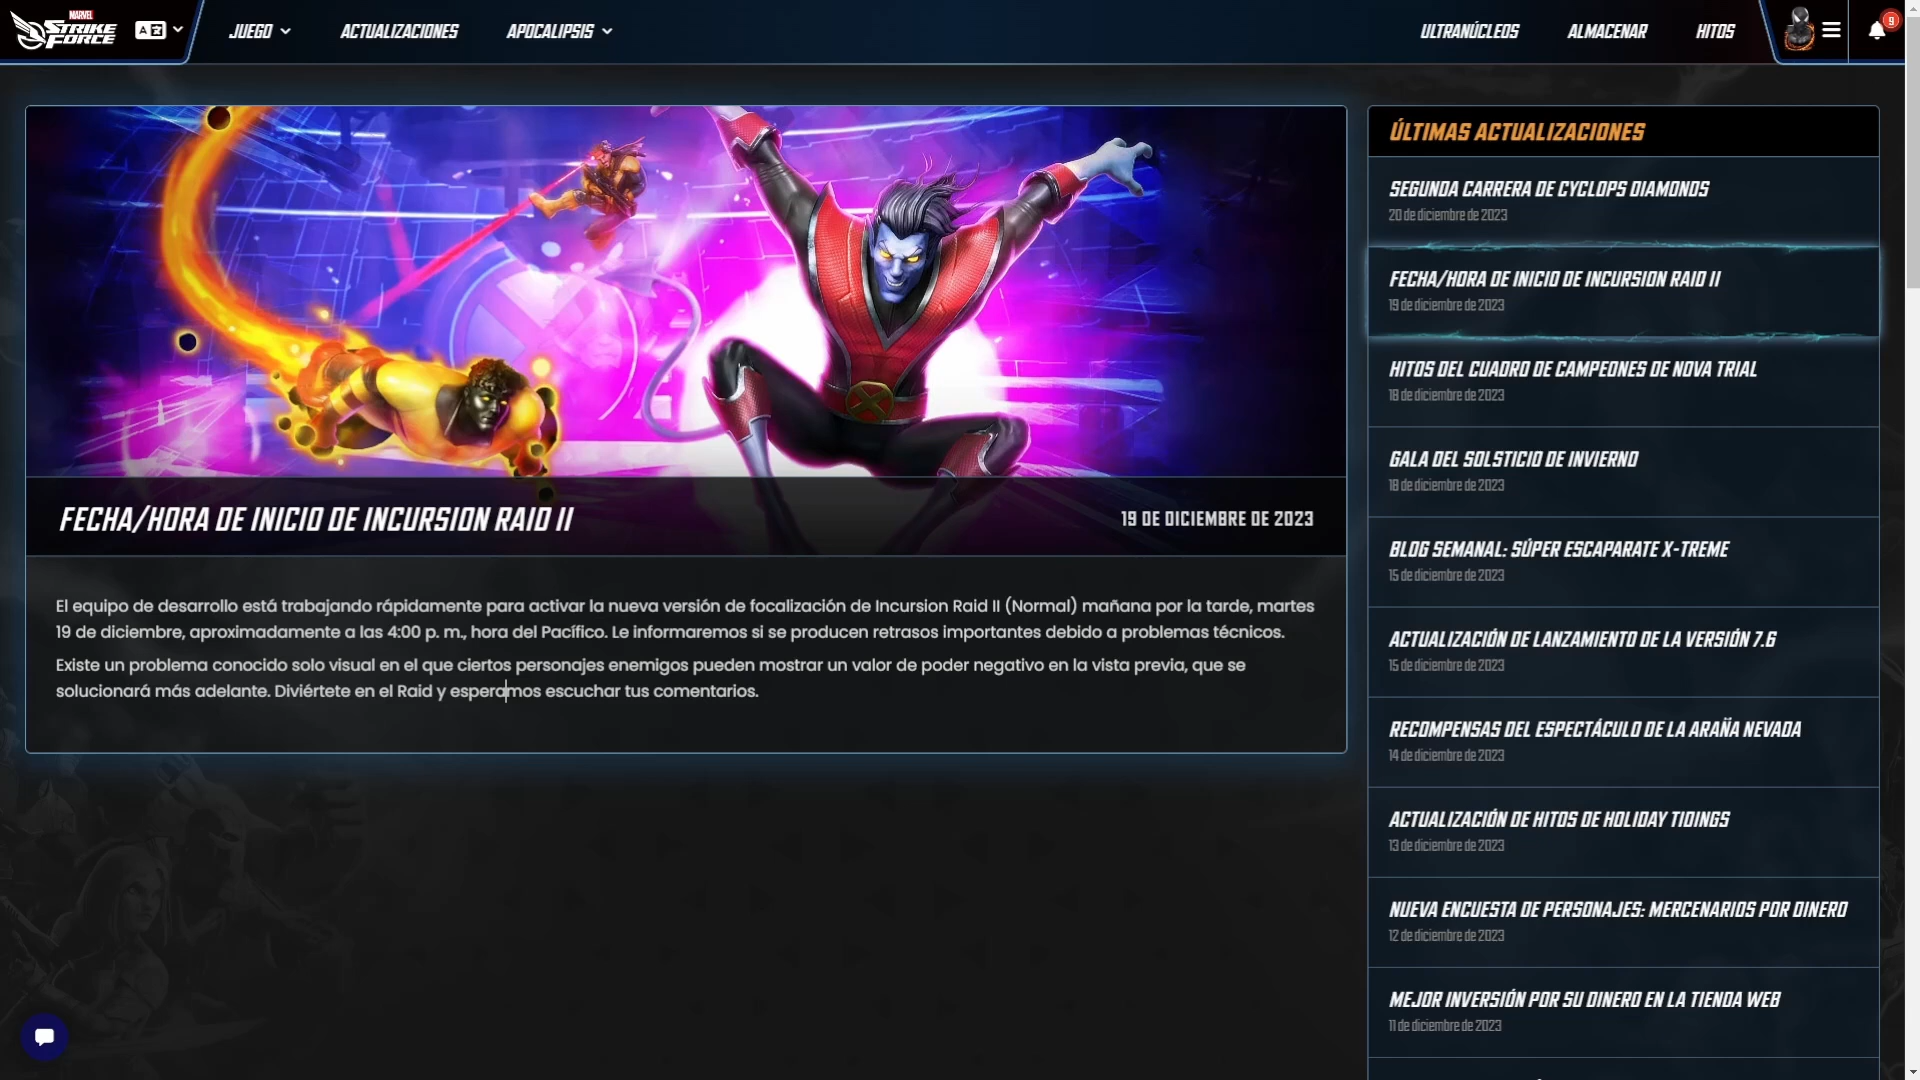 MARVEL
STRIKE
FORCE
JUEGO
ACTUALIZACIONES
APOCALIPSIS
ULTRANÚCLEOS
ALMACENAR
HITOS
9
FECHA/HORA DE INICIO DE INCURSION RAID II
19 DE DICIEMBRE DE 2023
El equipo de desarrollo está trabajando rápidamente para activar la nueva versión de focalización de Incursion Raid II (Normal) mañana por la tarde, martes
19 de diciembre, aproximadamente a las 4:00 p. m., hora del Pacífico. Le informaremos si se producen retrasos importantes debido a problemas técnicos.
Existe un problema conocido solo visual en el que ciertos personajes enemigos pueden mostrar un valor de poder negativo en la vista previa, que se
solucionará más adelante. Diviértete en el Raid y esperamos escuchar tus comentarios.
ÚLTIMAS ACTUALIZACIONES
SEGUNDA CARRERA DE CYCLOPS DIAMONDS
20 de diciembre de 2023
FECHA/HORA DE INICIO DE INCURSION RAID II
19 de diciembre de 2023
HITOS DEL CUADRO DE CAMPEONES DE NOVA TRIAL
18 de diciembre de 2023
GALA DEL SOLSTICIO DE INVIERNO
18 de diciembre de 2023
BLOG SEMANAL: SÚPER ESCAPARATE X-TREME
15 de diciembre de 2023
ACTUALIZACIÓN DE LANZAMIENTO DE LA VERSIÓN 7.6
15 de diciembre de 2023
RECOMPENSAS DEL ESPECTÁCULO DE LA ARAÑA NEVADA
14 de diciembre de 2023
ACTUALIZACIÓN DE HITOS DE HOLIDAY TIDINGS
13 de diciembre de 2023
NUEVA ENCUESTA DE PERSONAJES: MERCENARIOS POR DINERO
12 de diciembre de 2023
MEJOR INVERSIÓN POR SU DINERO EN LA TIENDA WEB
11 de diciembre de 2023